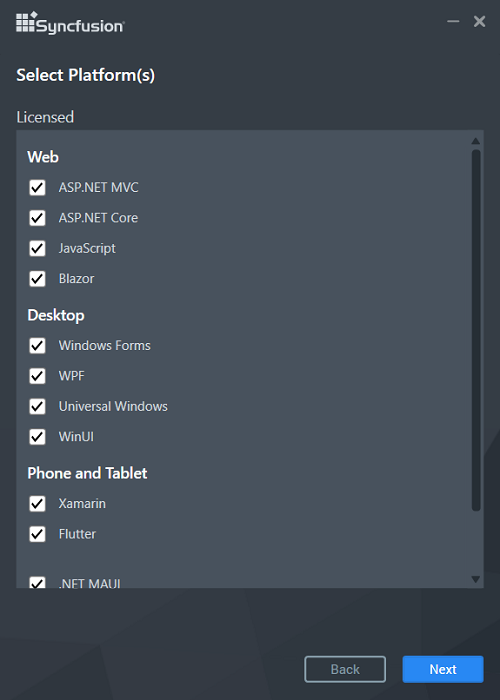 Syncfusion
Select Platform(s)
Licensed
Web
ASP.NET MVC
ASP.NET Core
JavaScript
Blazor
Desktop
Windows Forms
WPF
Universal Windows
WinUI
Phone and Tablet
Xamarin
Flutter
.NET MAUI
Back
Next